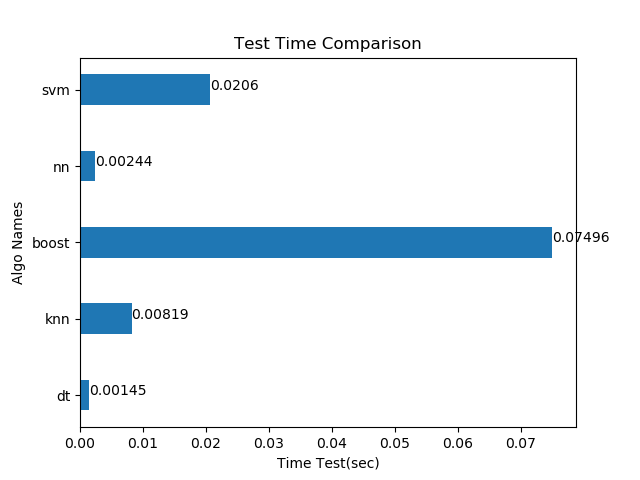 Test Time Comparison
svm
0.0206
nn
0.00244
boost
0.07496
knn
0.00819
dt
0.00145
Algo Names
0.00 0.01 0.02 0.03 0.04 0.05 0.06 0.07
Time Test(sec)